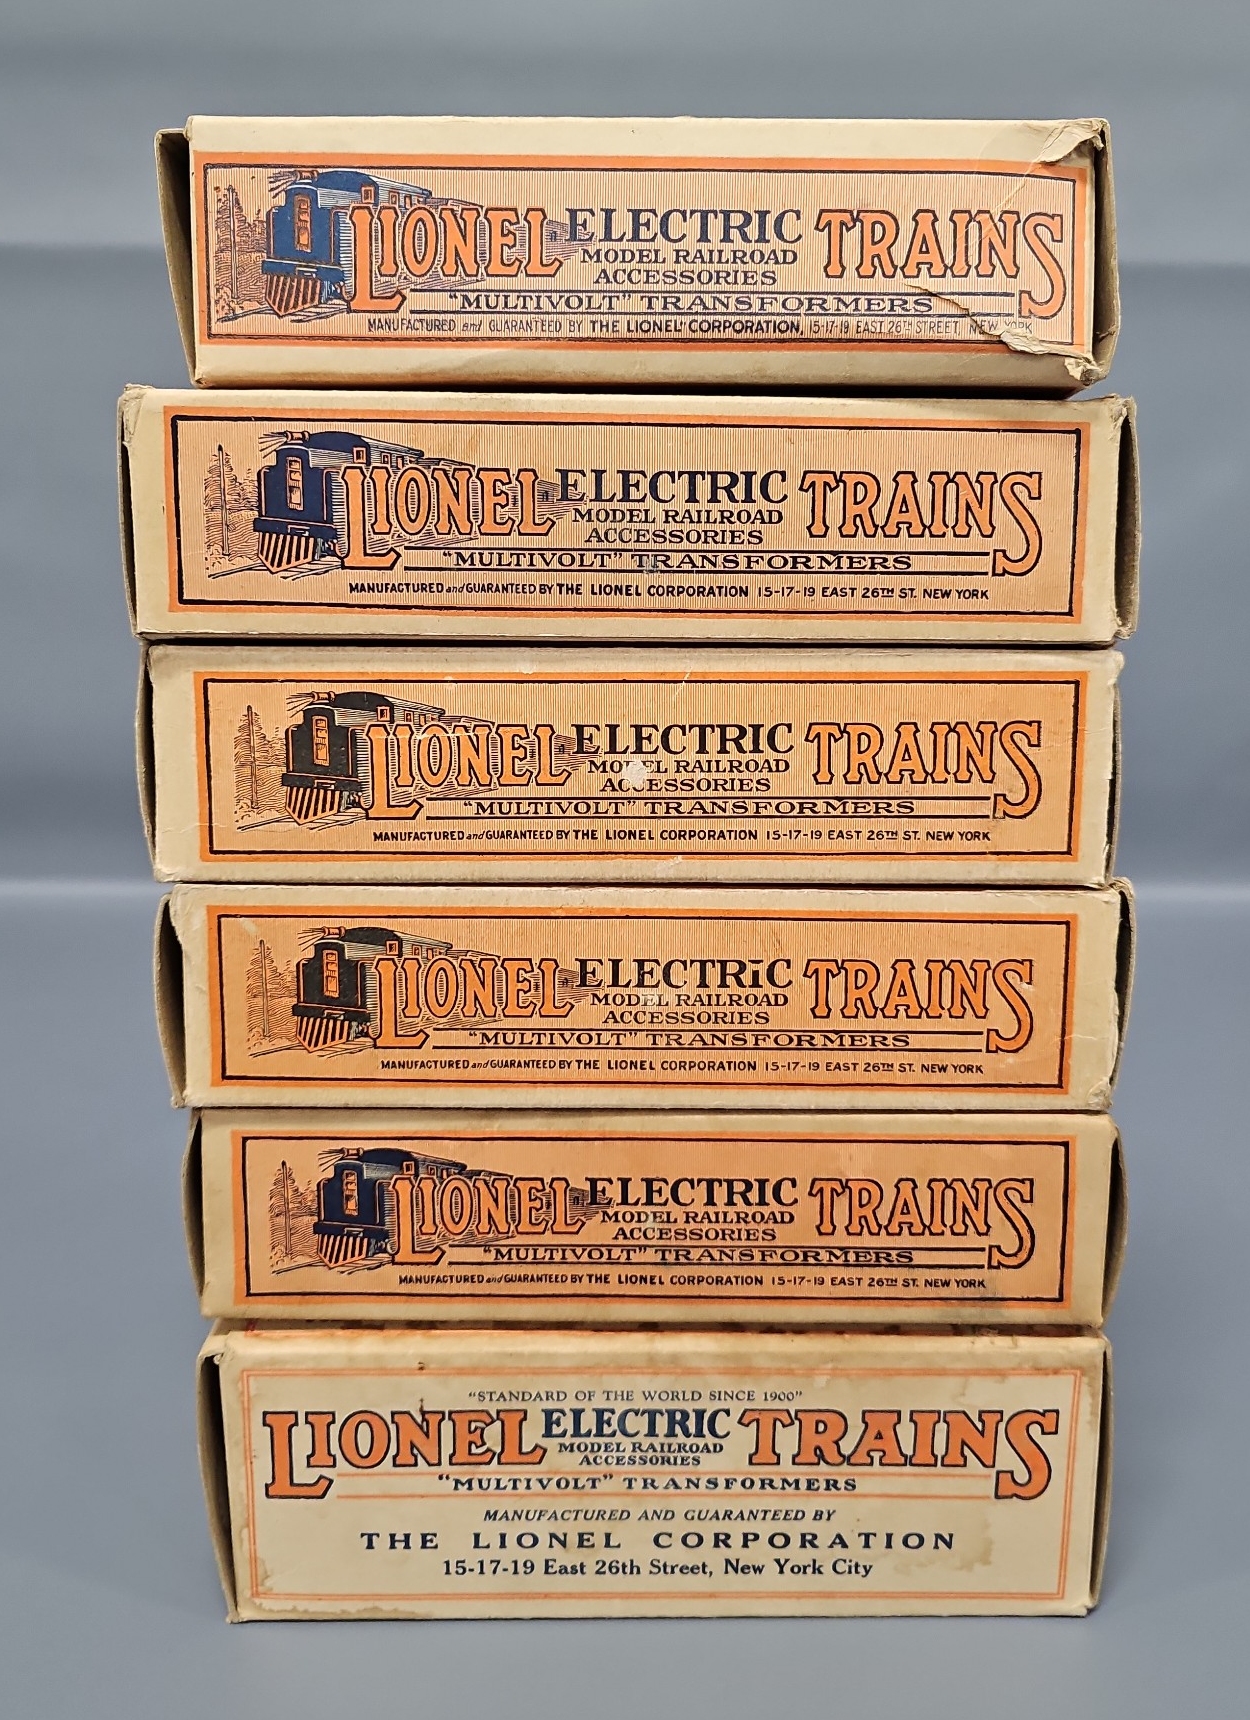 LIONEL ELECTRIC TRAINS
MODEL RAILROAD
ACCESSORIES
"MULTIVOLT" TRANSFORMERS
MANUFACTURED and GUARANTEED BY THE LIONEL CORPORATION, 15-17-19 EAST 26TH STREET, NEW YORK
LIONEL ELECTRIC TRAINS
MODEL RAILROAD
ACCESSORIES
"MULTIVOLT" TRANSFORMERS
MANUFACTURED and GUARANTEED BY THE LIONEL CORPORATION 15-17-19 EAST 26TH ST. NEW YORK
LIONEL ELECTRIC TRAINS
MODEL RAILROAD
ACCESSORIES
"MULTIVOLT" TRANSFORMERS
MANUFACTURED and GUARANTEED BY THE LIONEL CORPORATION 15-17-19 EAST 26TH ST. NEW YORK
LIONEL ELECTRIC TRAINS
MODEL RAILROAD
ACCESSORIES
"MULTIVOLT" TRANSFORMERS
MANUFACTURED and GUARANTEED BY THE LIONEL CORPORATION 15-17-19 EAST 26TH ST. NEW YORK
LIONEL ELECTRIC TRAINS
MODEL RAILROAD
ACCESSORIES
"MULTIVOLT" TRANSFORMERS
MANUFACTURED and GUARANTEED BY THE LIONEL CORPORATION 15-17-19 EAST 26TH ST. NEW YORK
"STANDARD OF THE WORLD SINCE 1900"
LIONEL ELECTRIC TRAINS
MODEL RAILROAD
ACCESSORIES
"MULTIVOLT" TRANSFORMERS
MANUFACTURED AND GUARANTEED BY
THE LIONEL CORPORATION
15-17-19 East 26th Street, New York City